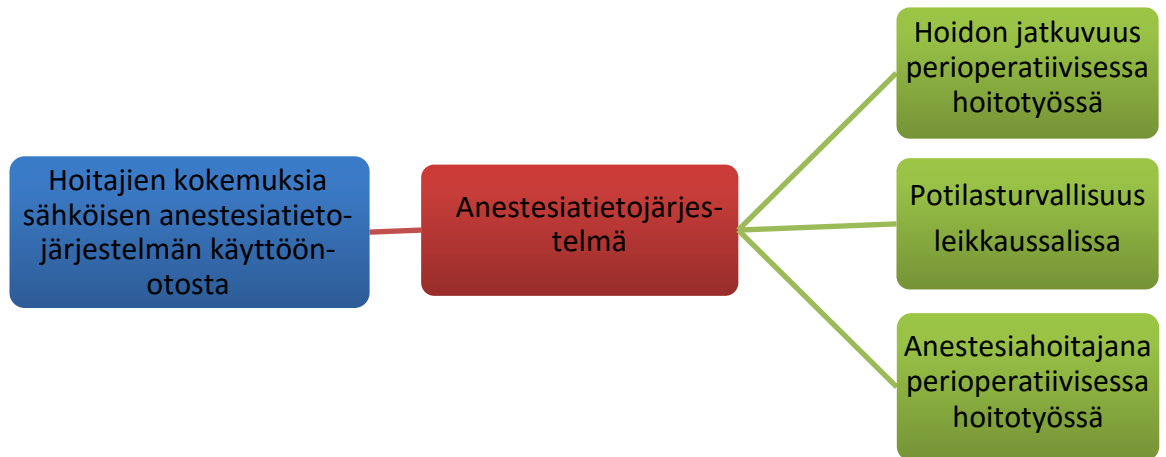 Hoitajien kokemuksia
sähköisen anestesiatieto-
järjestelmän käyttöön-
otosta
Anestesiatietojärjes-
telmä
Hoidon jatkuvuus
perioperatiivisessa
hoitotyössä
Potilasturvallisuus
leikkaussalissa
Anestesiahoitajana
perioperatiivisessa
hoitotyössä